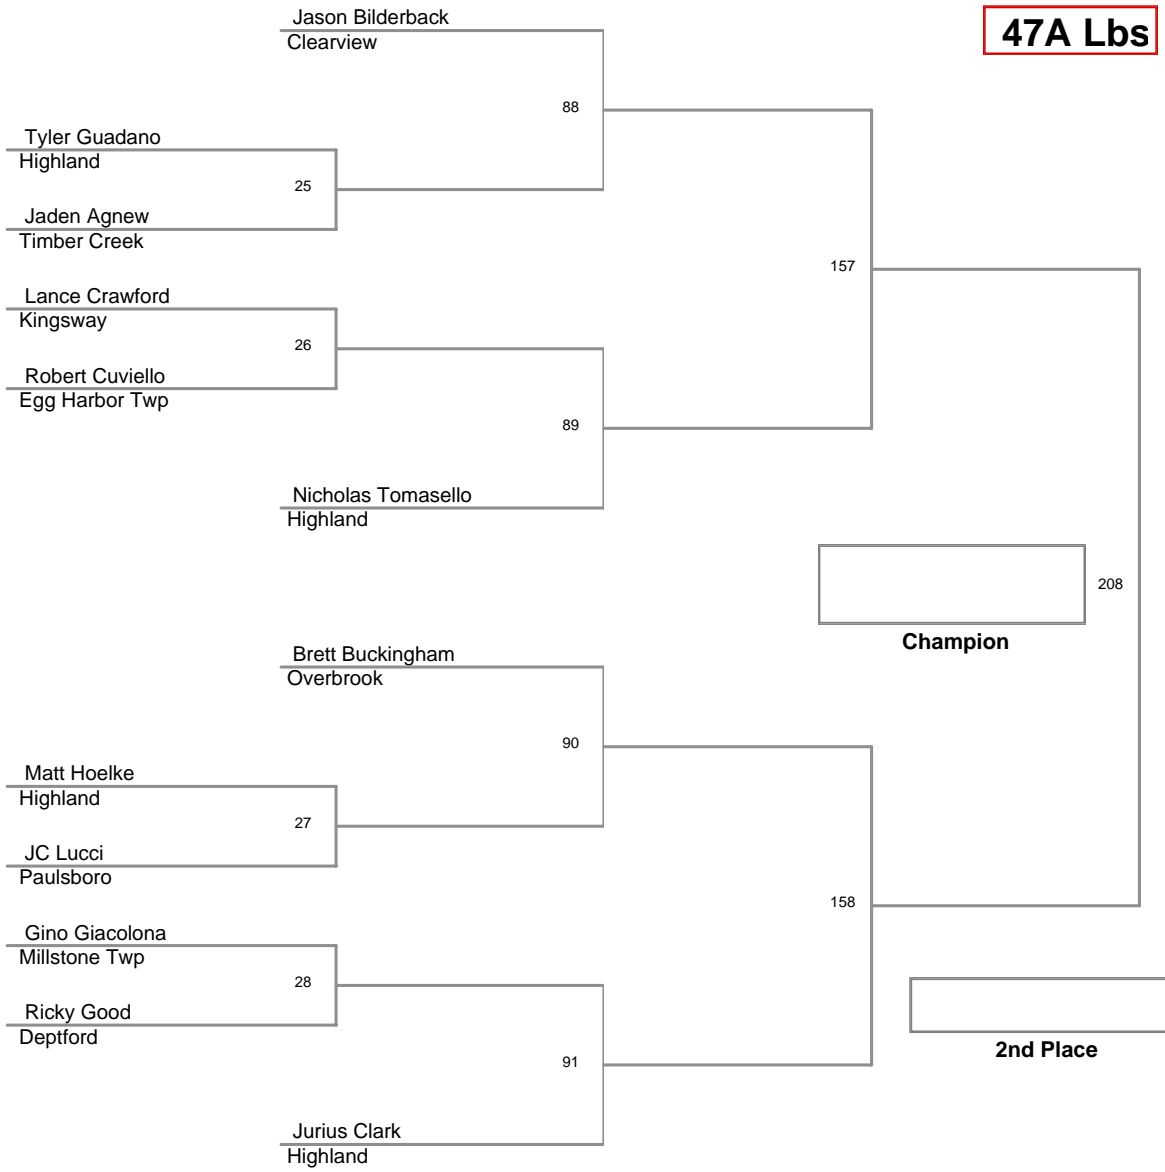 Jason Bilderback
Clearview
47A Lbs
88
Tyler Guadano
Highland
25
Jaden Agnew
Timber Creek
157
Lance Crawford
Kingsway
26
Robert Cuviello
Egg Harbor Twp
89
Nicholas Tomasello
Highland
208
Champion
Brett Buckingham
Overbrook
90
Matt Hoelke
Highland
27
JC Lucci
Paulsboro
158
Gino Giacolona
Millstone Twp
28
Ricky Good
Deptford
2nd Place
91
Jurius Clark
Highland